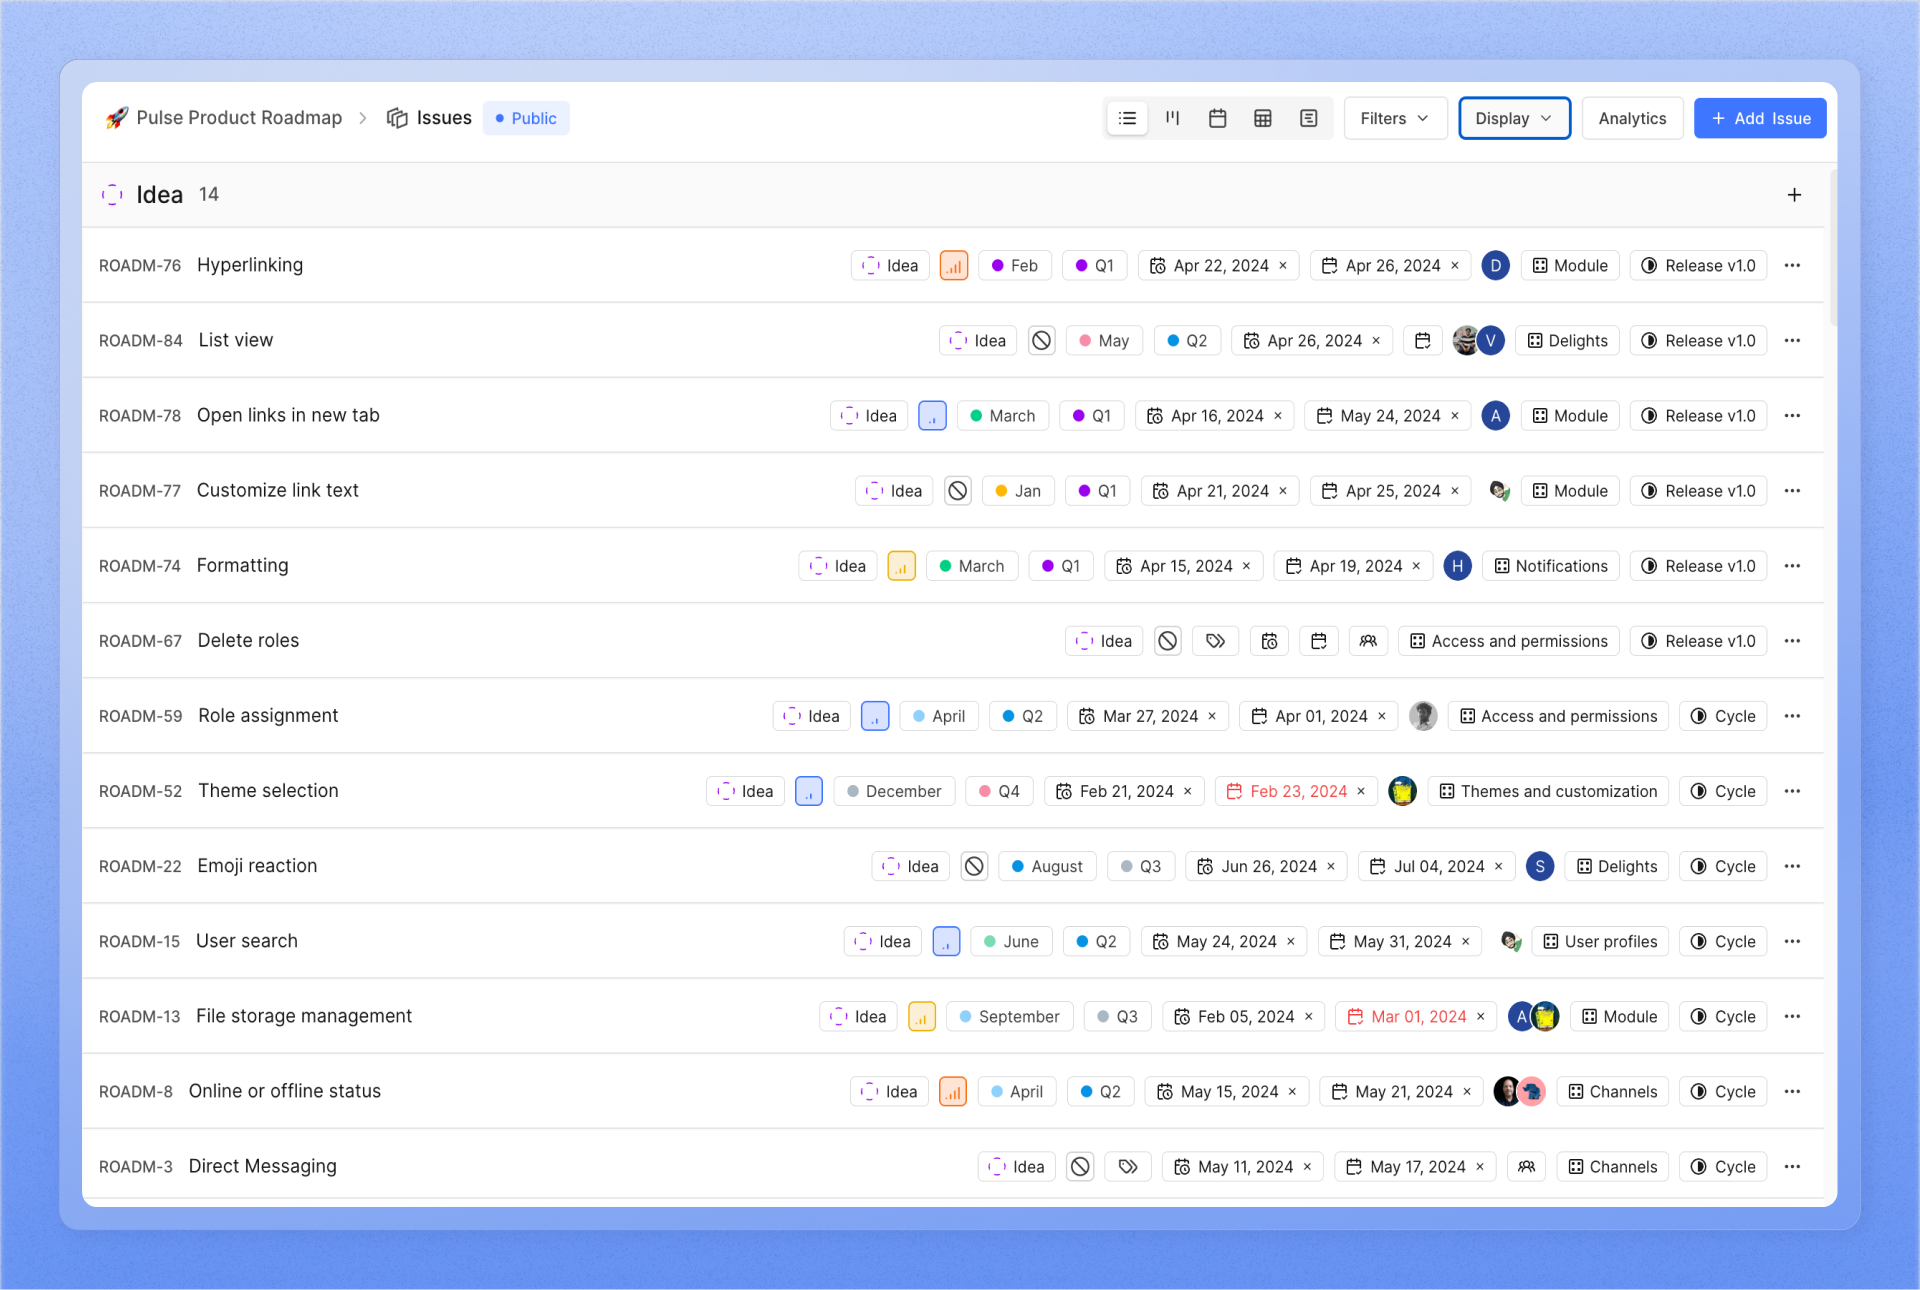 Pulse Product Roadmap Issues Public Filters Display Analytics + Add Issue
Idea 14 +
ROADM-76 Hyperlinking Idea Feb Q1 Apr 22, 2024 × Apr 26, 2024 × D Module Release v1.0
ROADM-84 List view Idea May Q2 Apr 26, 2024 × V Delights Release v1.0
ROADM-78 Open links in new tab Idea March Q1 Apr 16, 2024 × May 24, 2024 × A Module Release v1.0
ROADM-77 Customize link text Idea Jan Q1 Apr 21, 2024 × Apr 25, 2024 × Module Release v1.0
ROADM-74 Formatting Idea March Q1 Apr 15, 2024 × Apr 19, 2024 × H Notifications Release v1.0
ROADM-67 Delete roles Idea Access and permissions Release v1.0
ROADM-59 Role assignment Idea April Q2 Mar 27, 2024 × Apr 01, 2024 × Access and permissions Cycle
ROADM-52 Theme selection Idea December Q4 Feb 21, 2024 × Feb 23, 2024 × Themes and customization Cycle
ROADM-22 Emoji reaction Idea August Q3 Jun 26, 2024 × Jul 04, 2024 × S Delights Cycle
ROADM-15 User search Idea June Q2 May 24, 2024 × May 31, 2024 × User profiles Cycle
ROADM-13 File storage management Idea September Q3 Feb 05, 2024 × Mar 01, 2024 × A Module Cycle
ROADM-8 Online or offline status Idea April Q2 May 15, 2024 × May 21, 2024 × Channels Cycle
ROADM-3 Direct Messaging Idea May 11, 2024 × May 17, 2024 × Channels Cycle